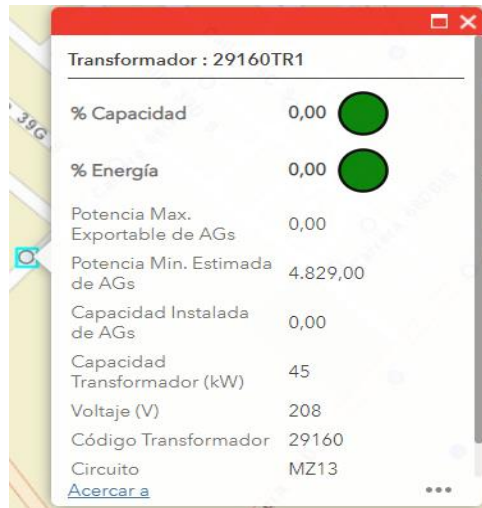 Transformador : 29160TR1
% Capacidad 0,00
% Energía 0,00
Potencia Max.
Exportable de AGs 0,00
Potencia Min. Estimada
de AGs 4.829,00
Capacidad Instalada
de AGs 0,00
Capacidad
Transformador (kW) 45
Voltaje (V) 208
Código Transformador 29160
Circuito MZ13
Acercar a
39G